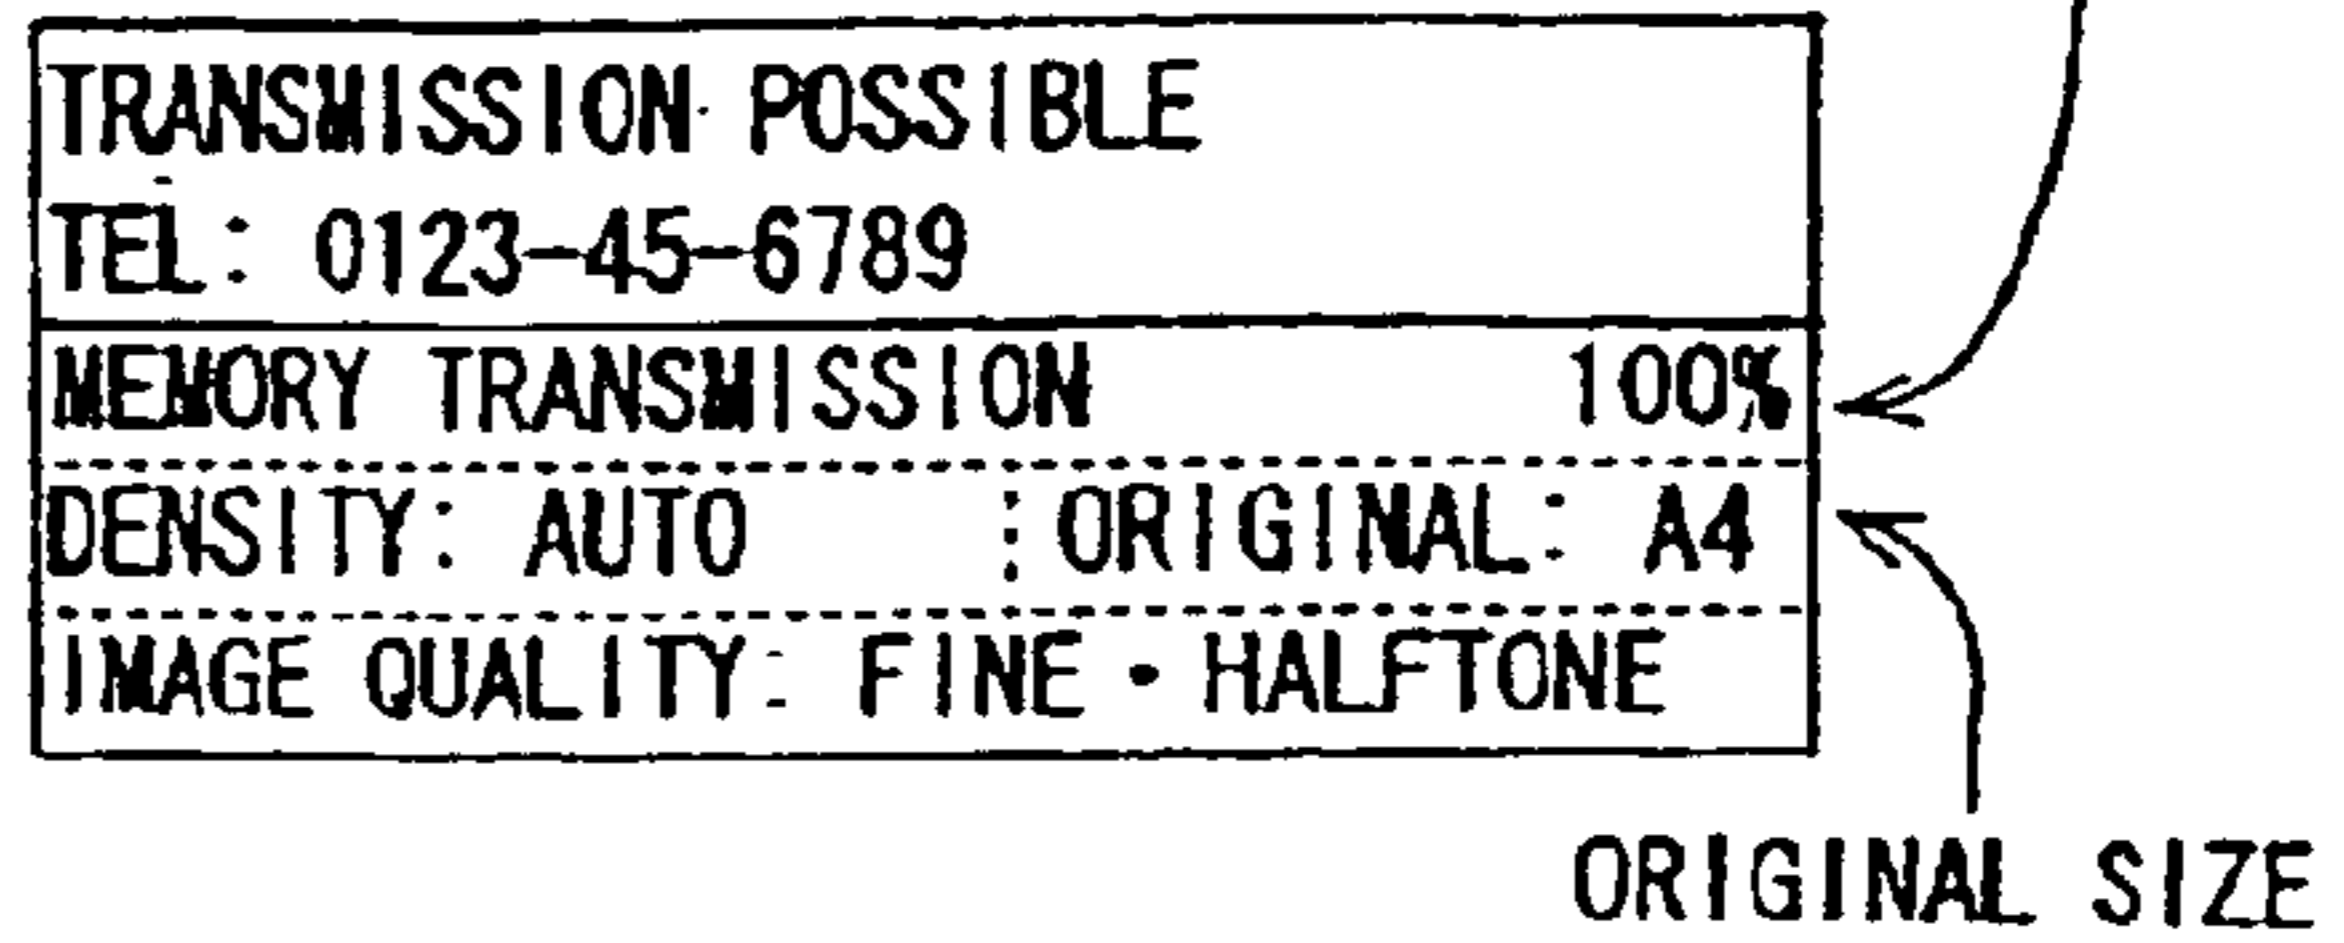 TRANSMISSION POSSIBLE
TEL: 0123-45-6789
MEMORY TRANSMISSION 100%
DENSITY: AUTO ORIGINAL: A4
IMAGE QUALITY: FINE・HALFTONE
ORIGINAL SIZE